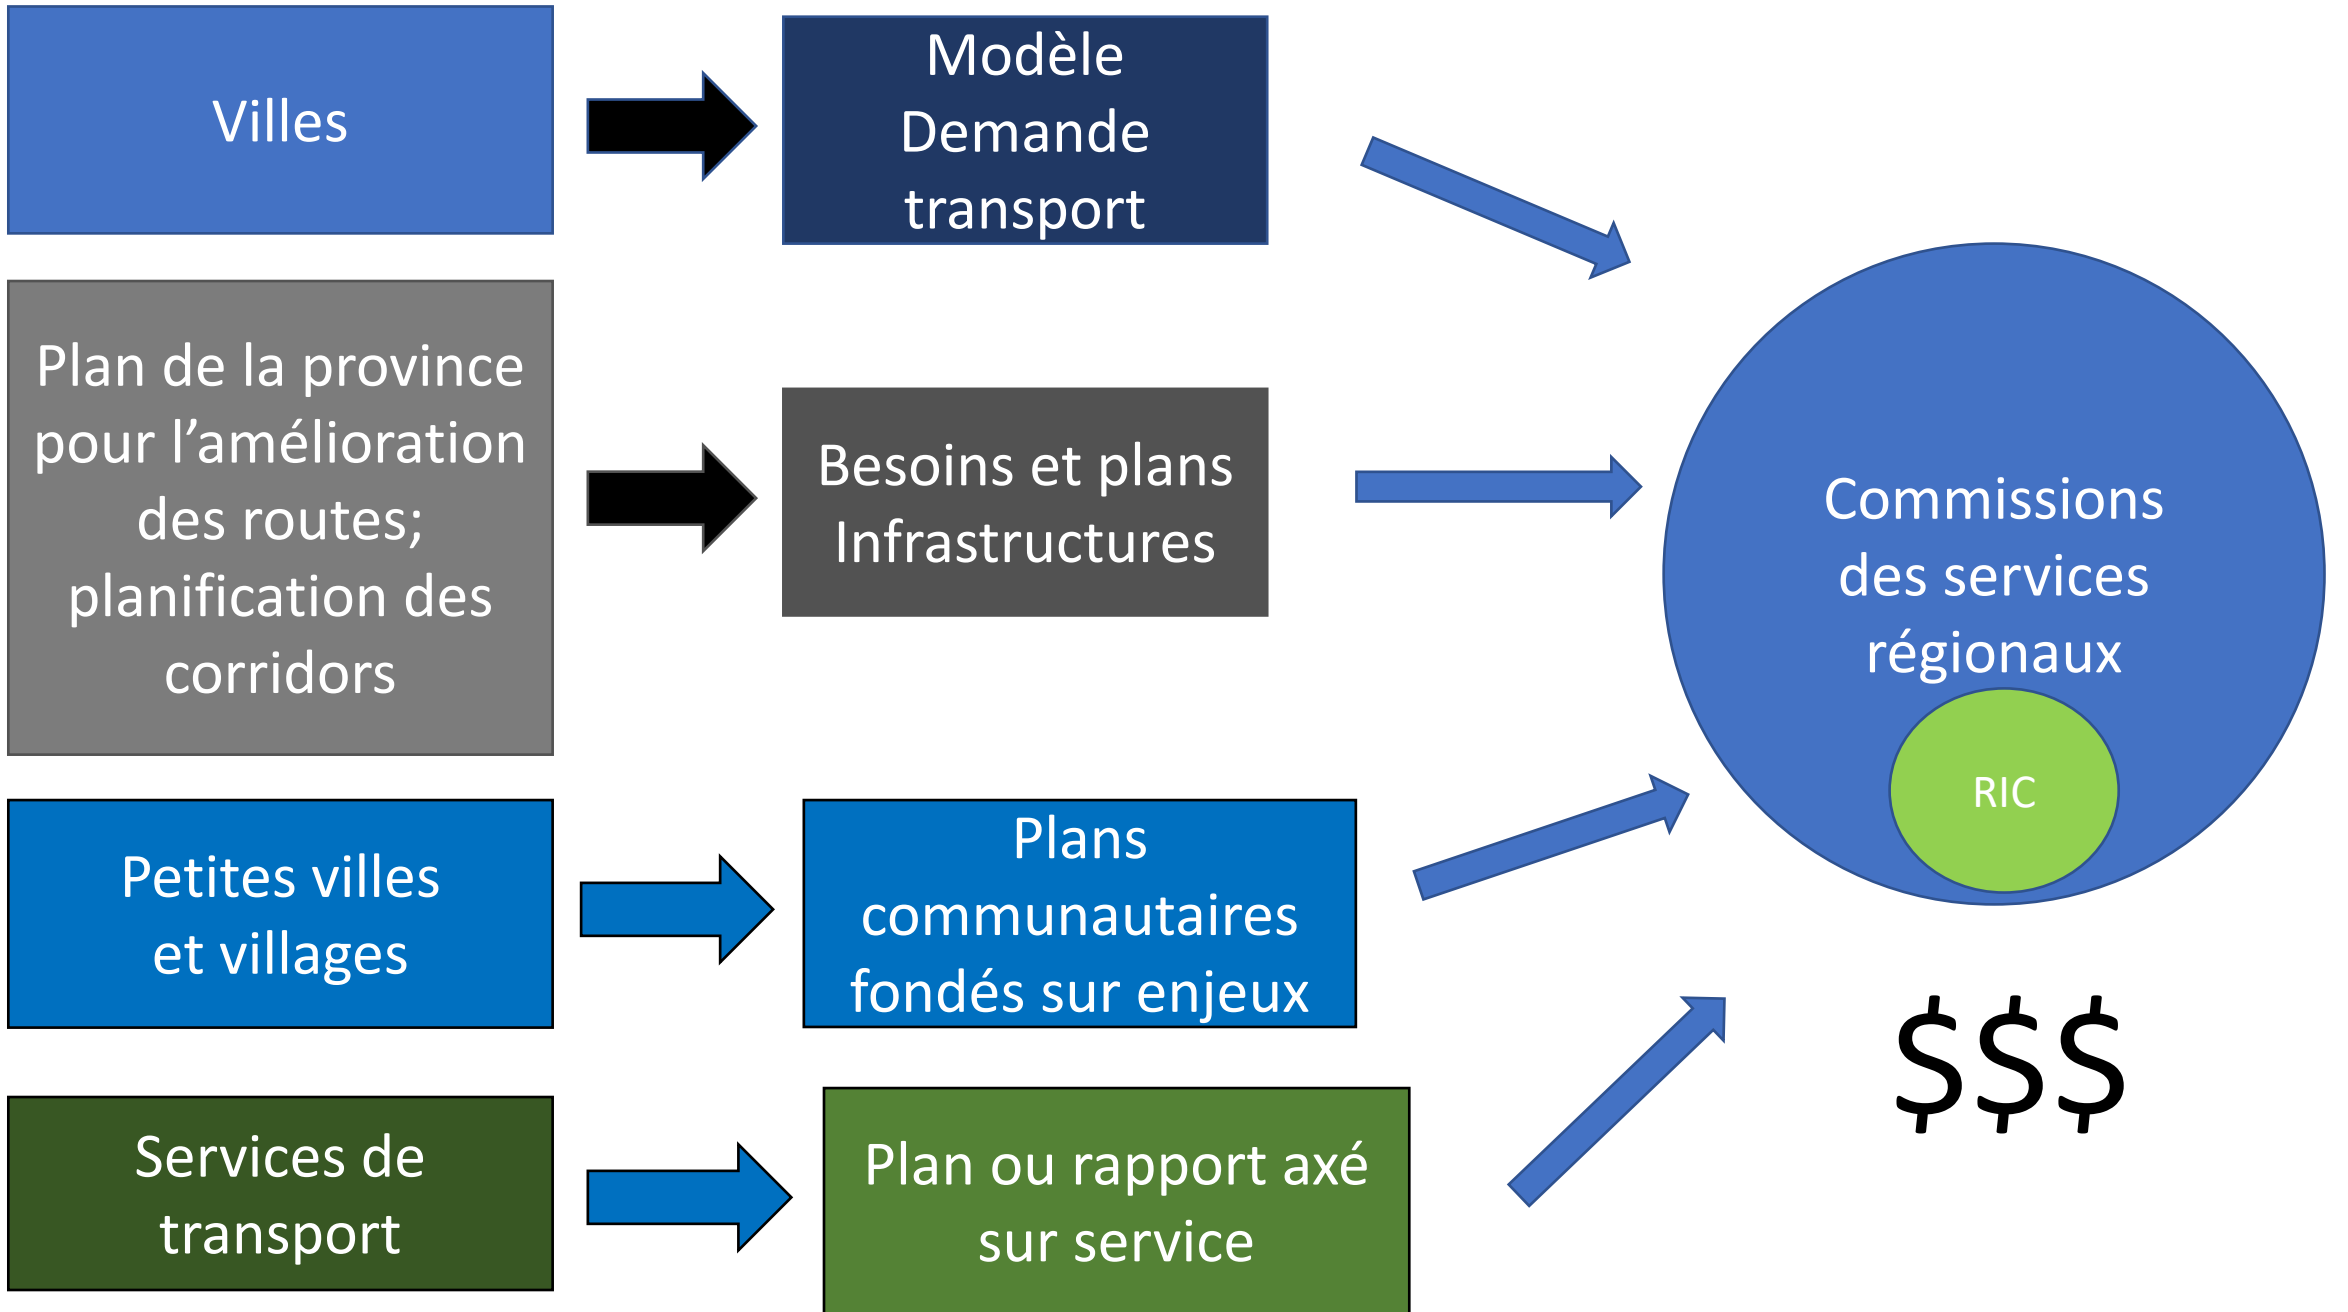 Villes
Modèle
Demande
transport
Plan de la province
pour l’amélioration
des routes;
planification des
corridors
Besoins et plans
Infrastructures
Petites villes
et villages
Plans
communautaires
fondés sur enjeux
Services de
transport
Plan ou rapport axé
sur service
Commissions
des services
régionaux
RIC
$$$